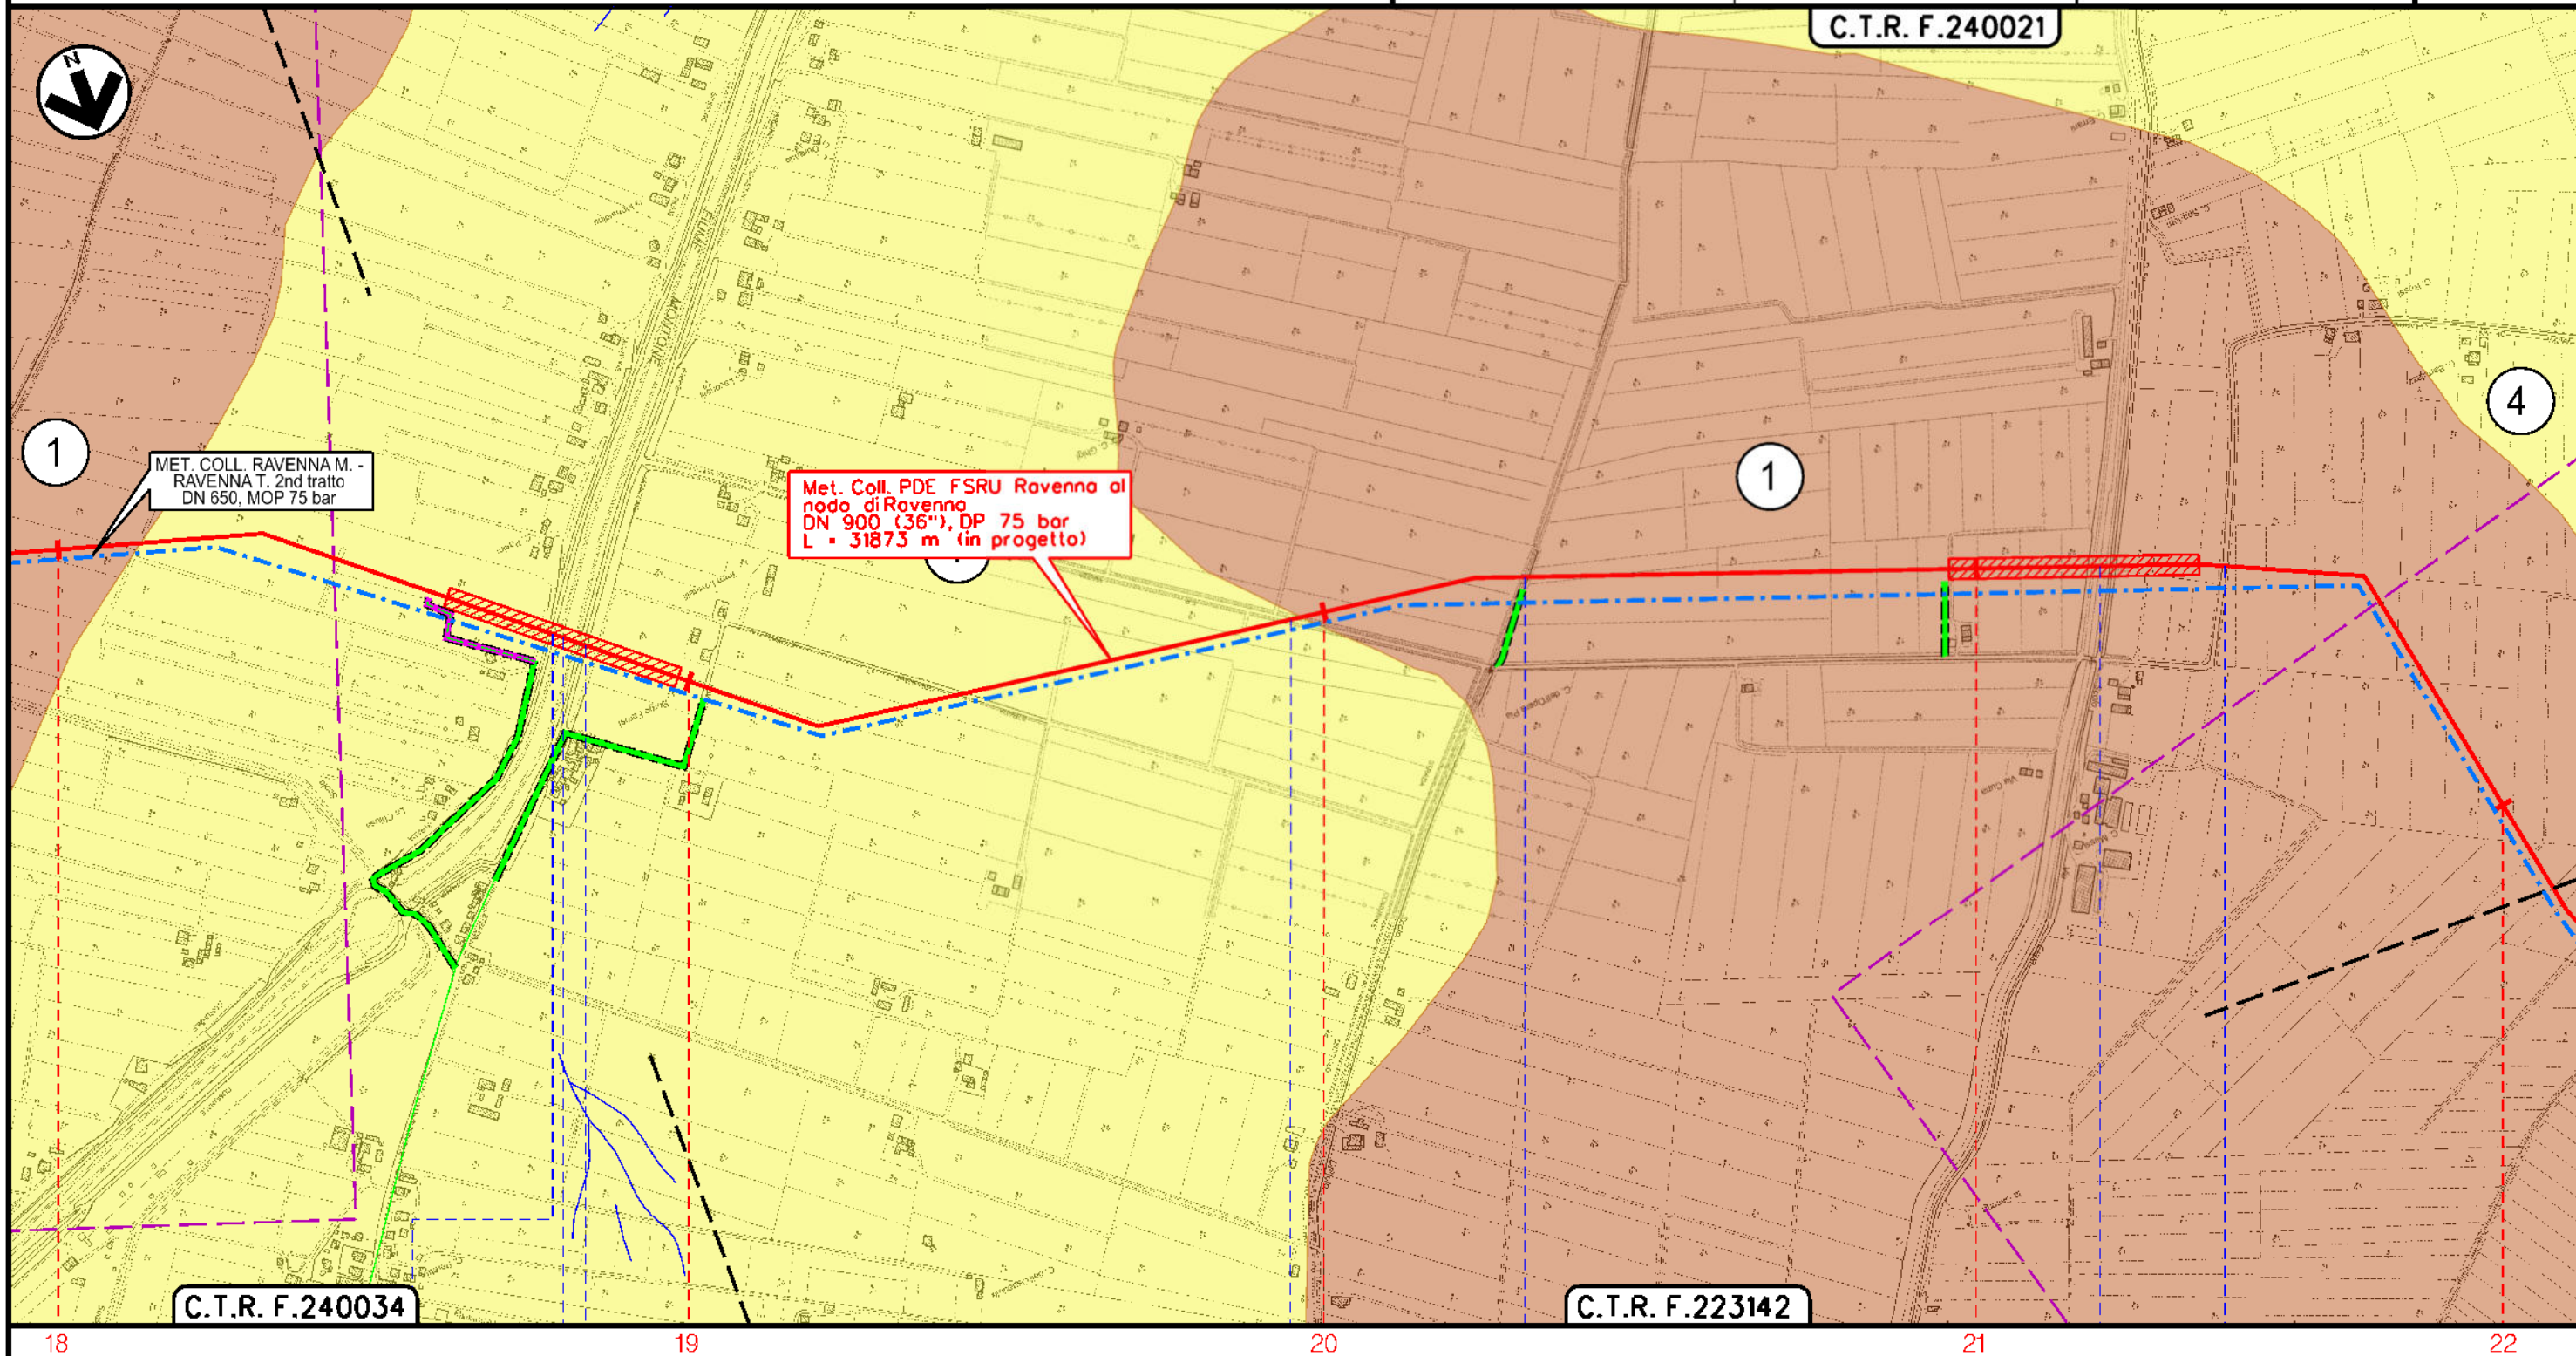 C.T.R. F.240021
N
FIUME
MONTONE
4
1
MET. COLL. RAVENNA M. -
RAVENNA T. 2nd tratto
DN 650, MOP 75 bar
Met. Coll. PDE FSRU Ravenna al
nodo di Ravenna
DN 900 (36"), DP 75 bar
L = 31873 m (in progetto)
1
C.T.R. F.240034
C.T.R. F.223142
18
19
20
21
22